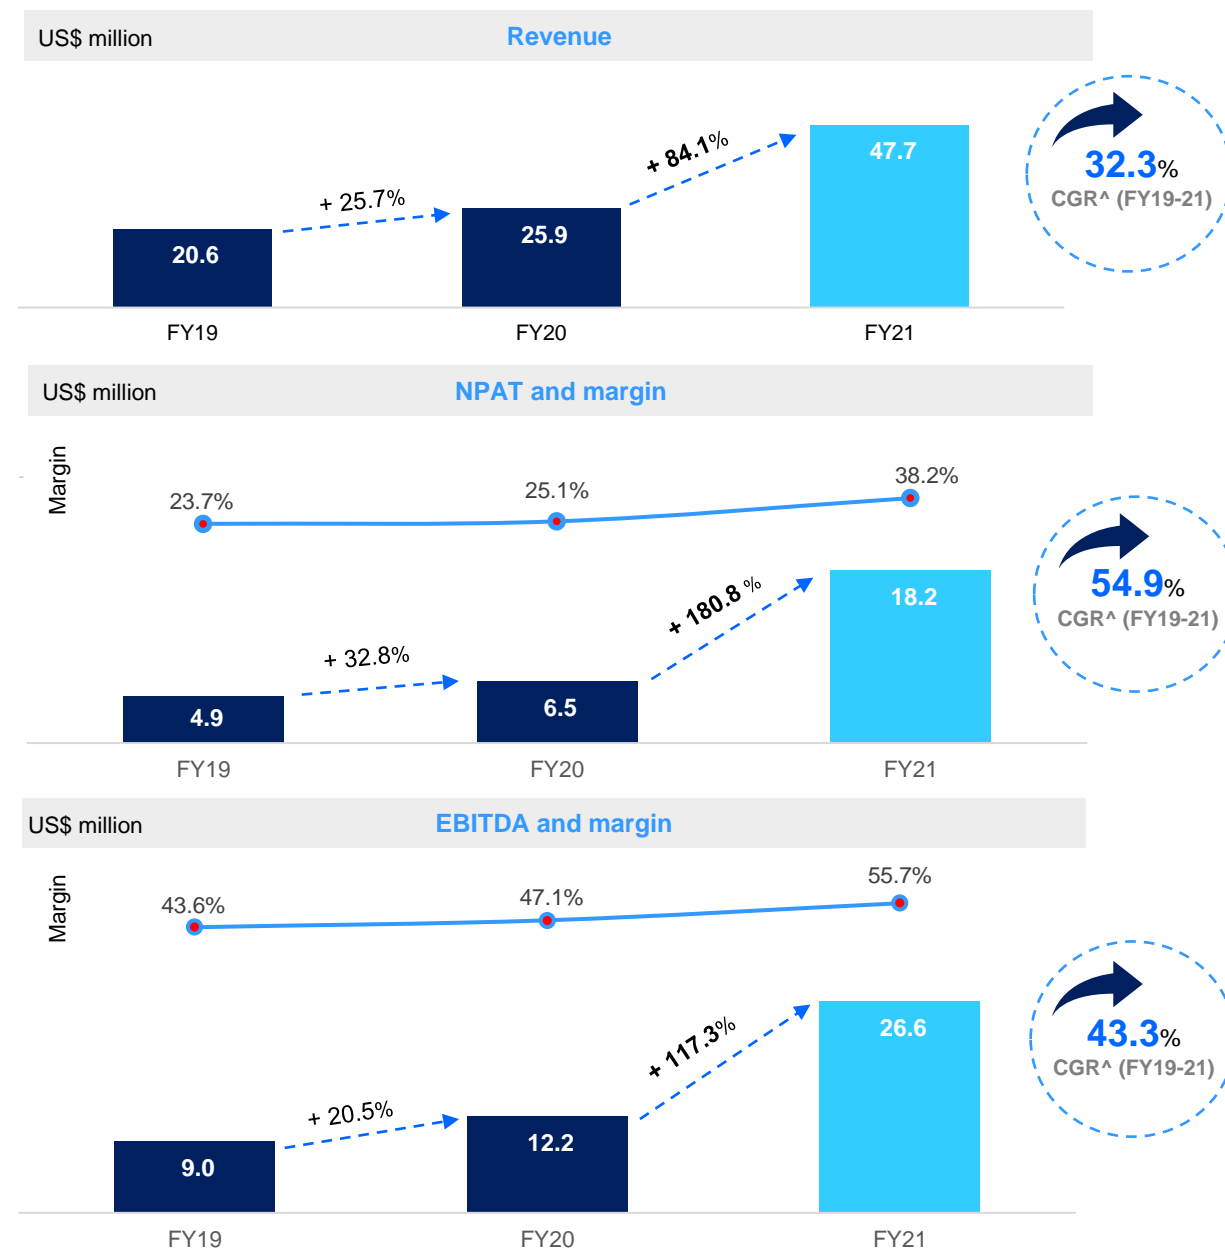 US$ million
Revenue
+ 25.7%
+ 84.1%
20.6
25.9
47.7
FY19
FY20
FY21
32.3%
CGR^ (FY19-21)
US$ million
NPAT and margin
Margin
23.7%
25.1%
38.2%
+ 32.8%
+ 180.8 %
4.9
6.5
18.2
FY19
FY20
FY21
54.9%
CGR^ (FY19-21)
US$ million
EBITDA and margin
Margin
43.6%
47.1%
55.7%
+ 20.5%
+ 117.3%
9.0
12.2
26.6
FY19
FY20
FY21
43.3%
CGR^ (FY19-21)